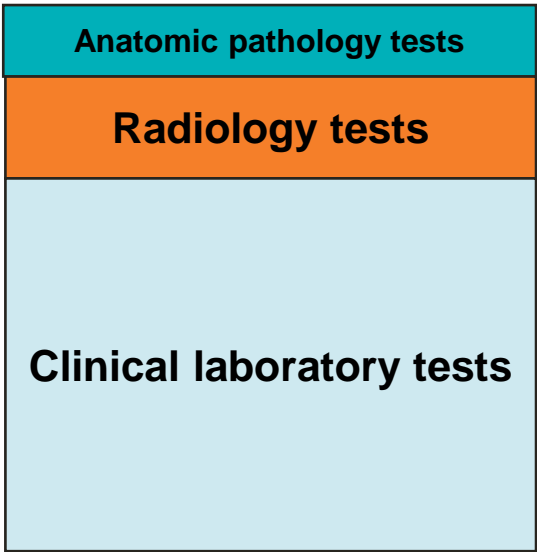 Anatomic pathology tests
Radiology tests
Clinical laboratory tests